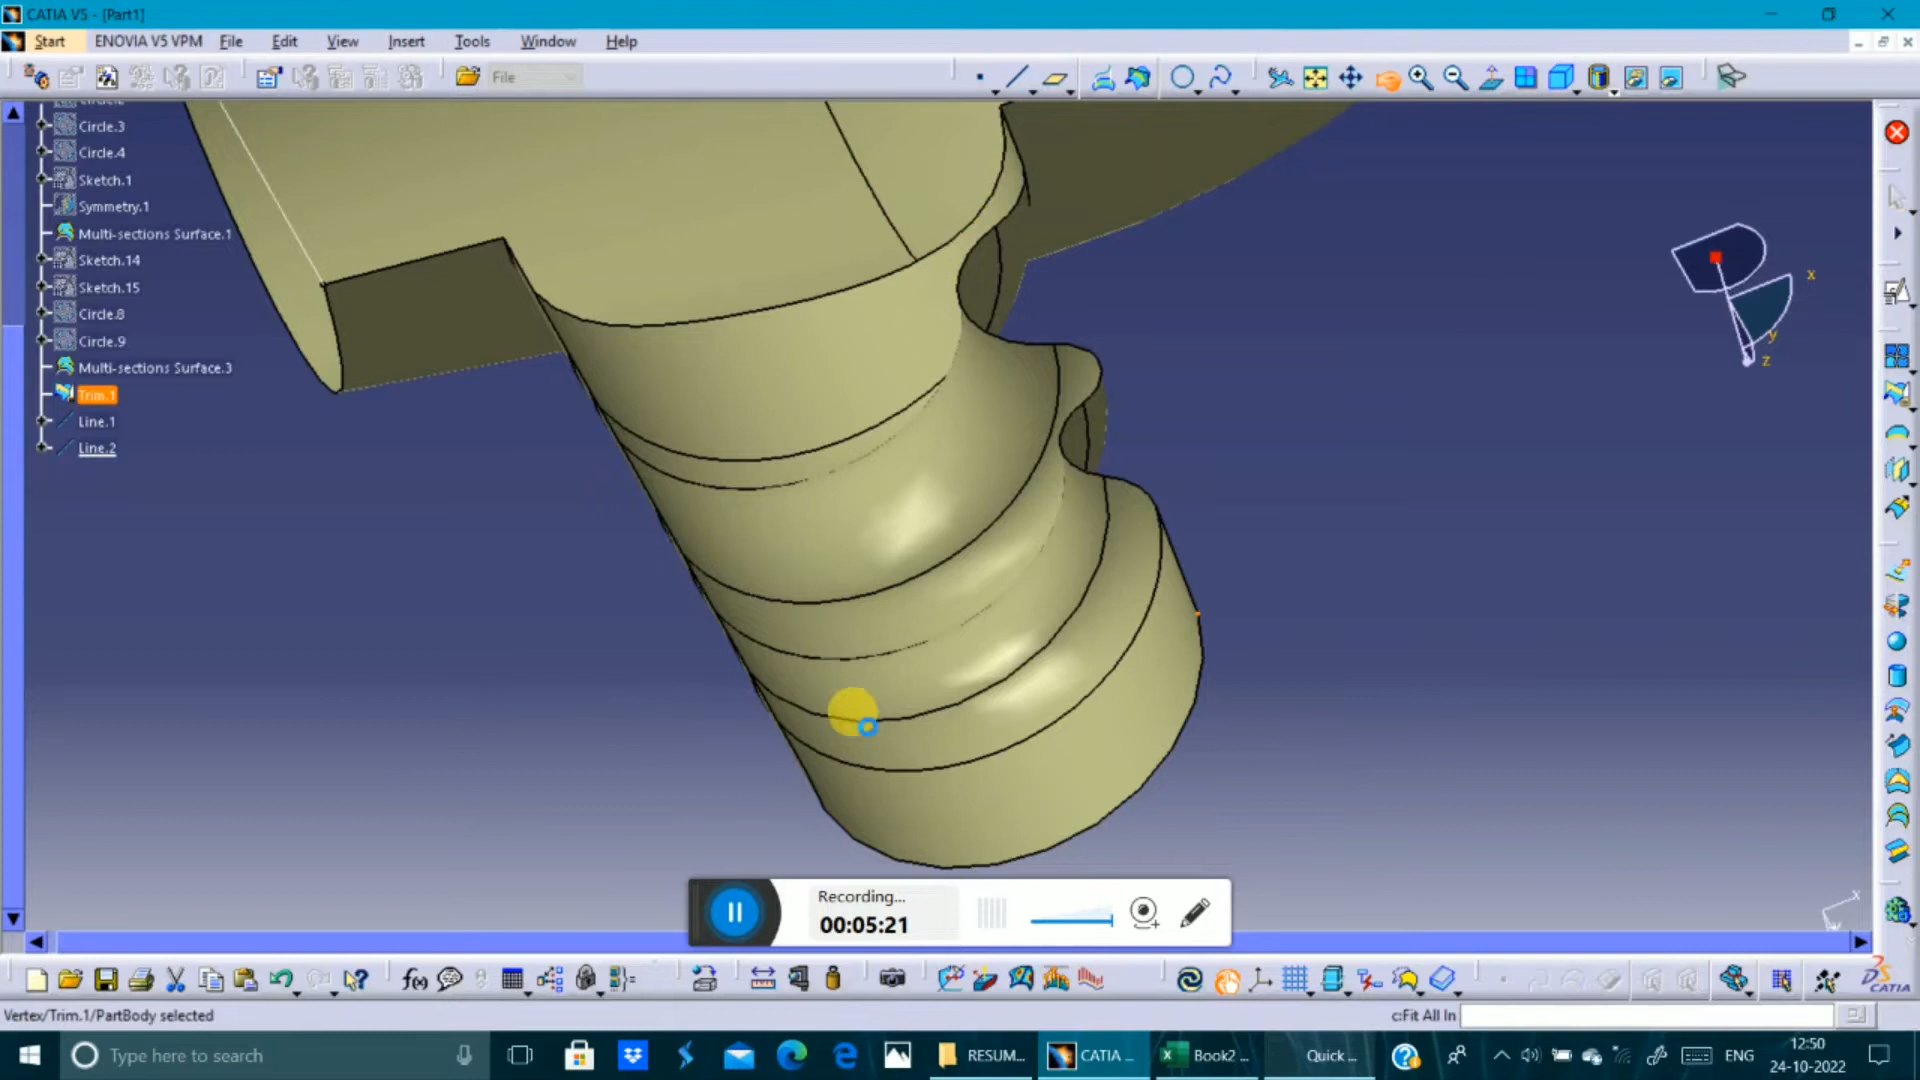 CATIA V5 - [Part1]
Start ENOVIA V5 VPM File Edit View Insert Tools Window Help
File
Circle.3
Circle.4
Sketch.1
Symmetry.1
Multi-sections Surface.1
Sketch.14
Sketch.15
Circle.8
Circle.9
Multi-sections Surface.3
Trim.1
Line.1
Line.2
x
y
z
x
Recording...
00:05:21
f(x)
CATIA
Vertex/Trim.1/PartBody selected
c:Fit All In
Type here to search
RESUM...
CATIA ...
Book2 ...
Quick ...
ENG
12:50
24-10-2022